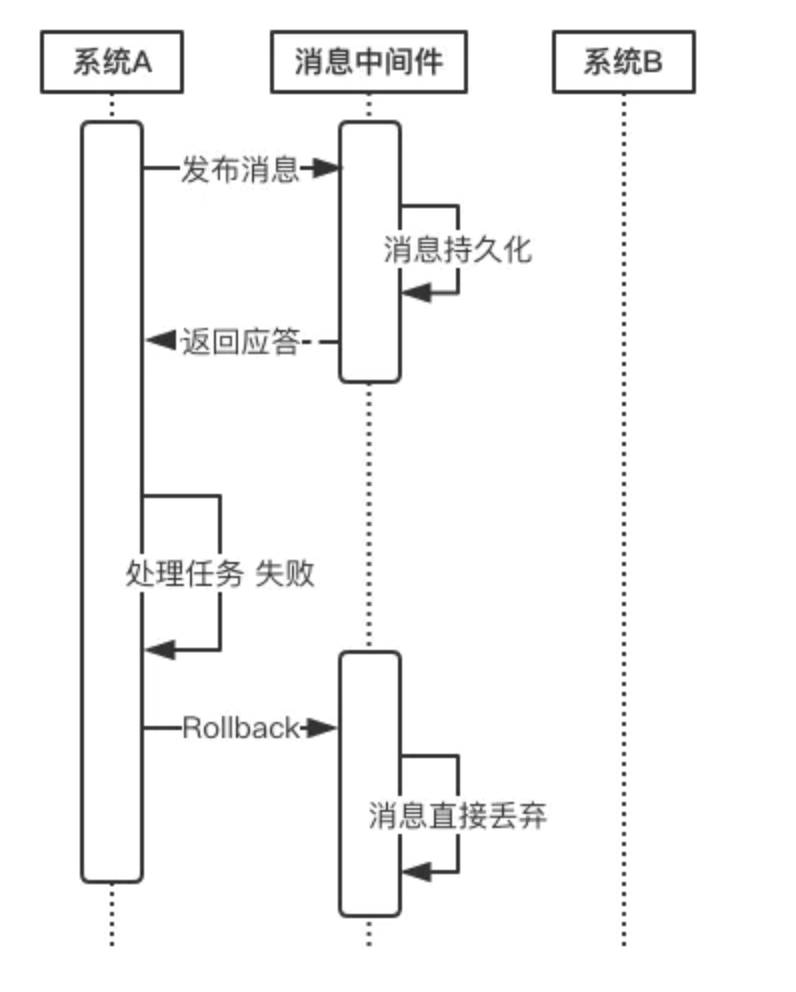 系统A
消息中间件
系统B
发布消息
消息持久化
返回应答
处理任务 失败
Rollback
消息直接丢弃